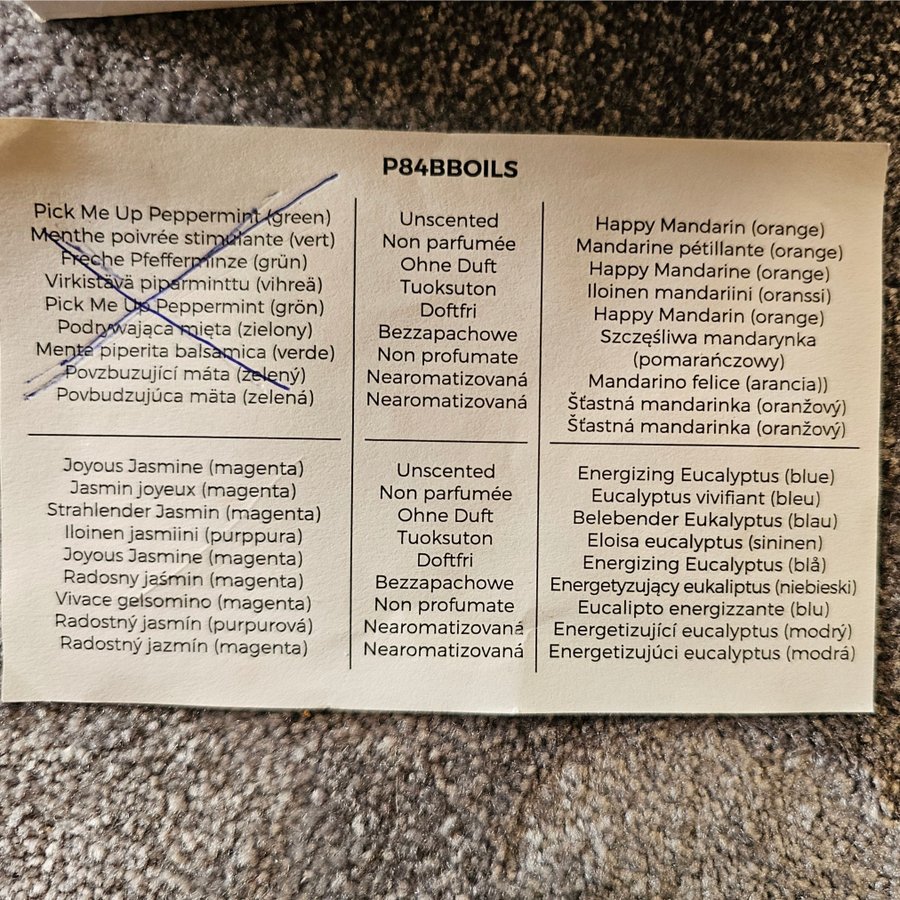 P84BBOILS
Pick Me Up Peppermint (green)
Menthe poivrée stimulante (vert)
Freche Pfefferminze (grün)
Virkistävä piparminttu (vihreä)
Pick Me Up Peppermint (grön)
Podrywająca mięta (zielony)
Menta piperita balsamica (verde)
Povzbuzující máta (zelený)
Povbudzujúca mäta (zelená)
Unscented
Non parfumée
Ohne Duft
Tuoksuton
Doftfri
Bezzapachowe
Non profumate
Nearomatizovaná
Nearomatizovaná
Happy Mandarin (orange)
Mandarine pétillante (orange)
Happy Mandarine (orange)
Iloinen mandariini (oranssi)
Happy Mandarin (orange)
Szczęśliwa mandarynka
(pomarańczowy)
Mandarino felice (arancia))
Šťastná mandarinka (oranžový)
Šťastná mandarinka (oranžový)
Joyous Jasmine (magenta)
Jasmin joyeux (magenta)
Strahlender Jasmin (magenta)
Iloinen jasmiini (purppura)
Joyous Jasmine (magenta)
Radosny jaśmin (magenta)
Vivace gelsomino (magenta)
Radostný jasmín (purpurová)
Radostný jazmín (magenta)
Unscented
Non parfumée
Ohne Duft
Tuoksuton
Doftfri
Bezzapachowe
Non profumate
Nearomatizovaná
Nearomatizovaná
Energizing Eucalyptus (blue)
Eucalyptus vivifiant (bleu)
Belebender Eukalyptus (blau)
Eloisa eucalyptus (sininen)
Energizing Eucalyptus (blå)
Energetyzujący eukaliptus (niebieski)
Eucalipto energizzante (blu)
Energetizující eucalyptus (modrý)
Energetizujúci eucalyptus (modrá)